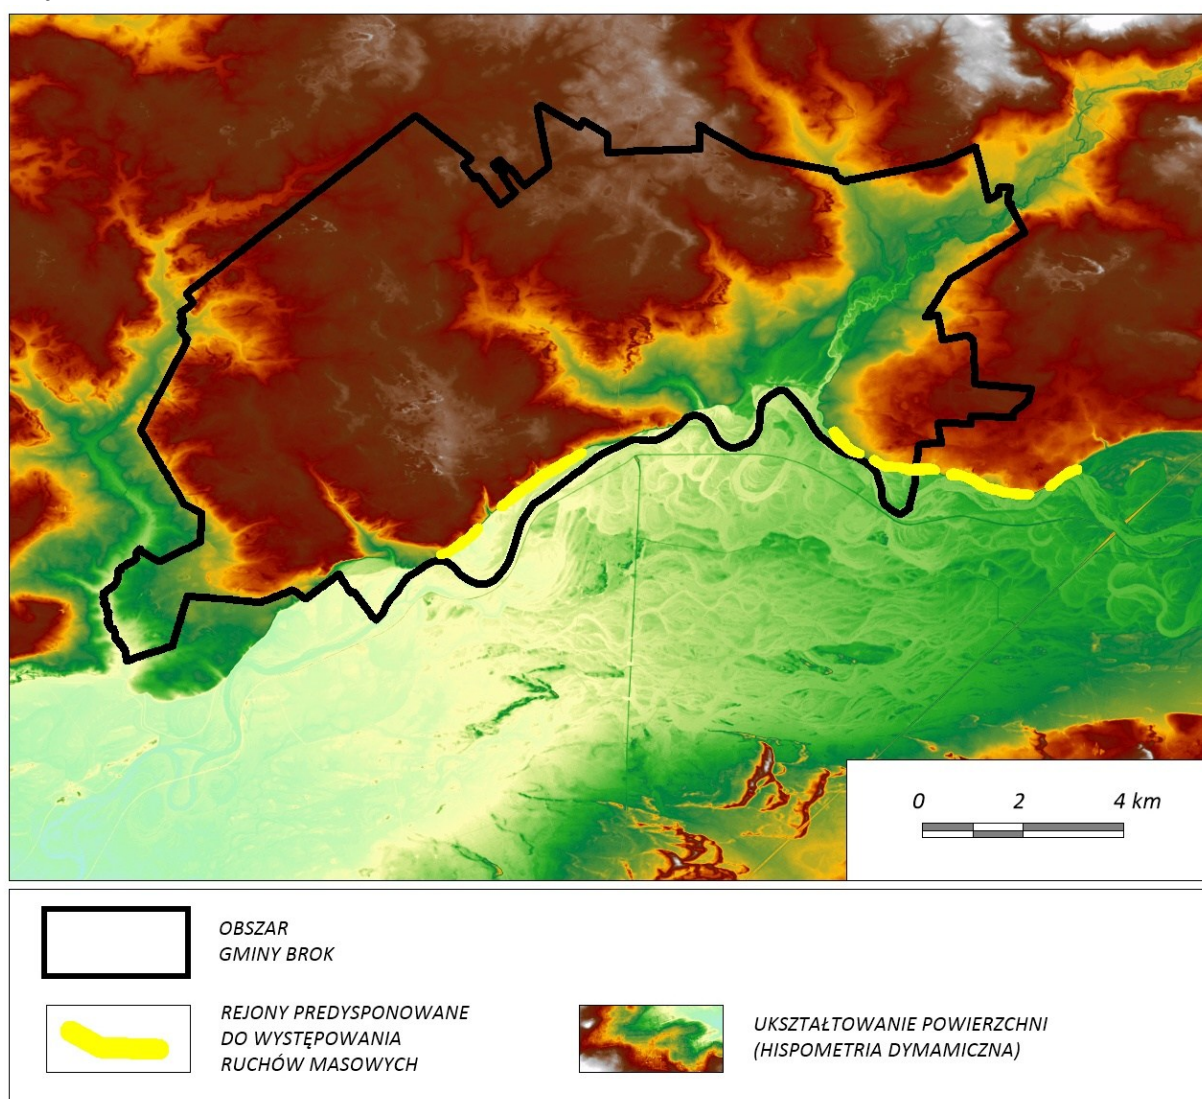 0 2 4 km
OBSZAR
GMINY BROK
REJONY PREDYSPONOWANE
DO WYSTĘPOWANIA
RUCHÓW MASOWYCH
UKSZTAŁTOWANIE POWIERZCHNI
(HISPOMETRIA DYMAMICZNA)